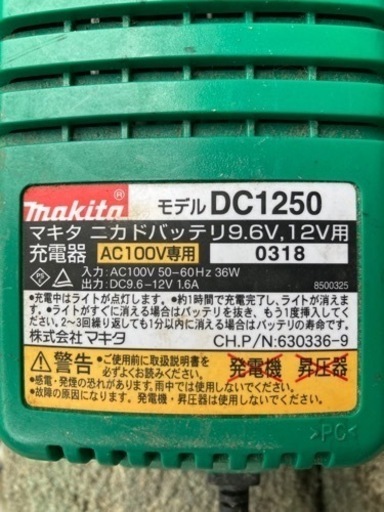 makita® モデル DC1250
マキタ ニカドバッテリ9.6V,12V用
充電器 AC100V専用 0318
入力:AC100V 50-60Hz 36W
出力:DC9.6-12V 1.6A 8500325
•充電中はライトが点灯します。•約1時間で充電完了し、ライトが消えま
す。•ライトがすぐに消える場合はバッテリを抜き、もう1度挿入してく
ださい。2~3回繰り返しても1分以内に消える場合はバッテリの寿命です。
株式会社マキタ CH.P/N:630336-9
警告 •ご使用前に取扱説明書を
必ずよくお読みください。
発電機 昇圧器
•感電・発煙の恐れがあります。雨中で使用しないでください。
•故障の原因になります。発電機・昇圧器は使用しないでください。
>PC<